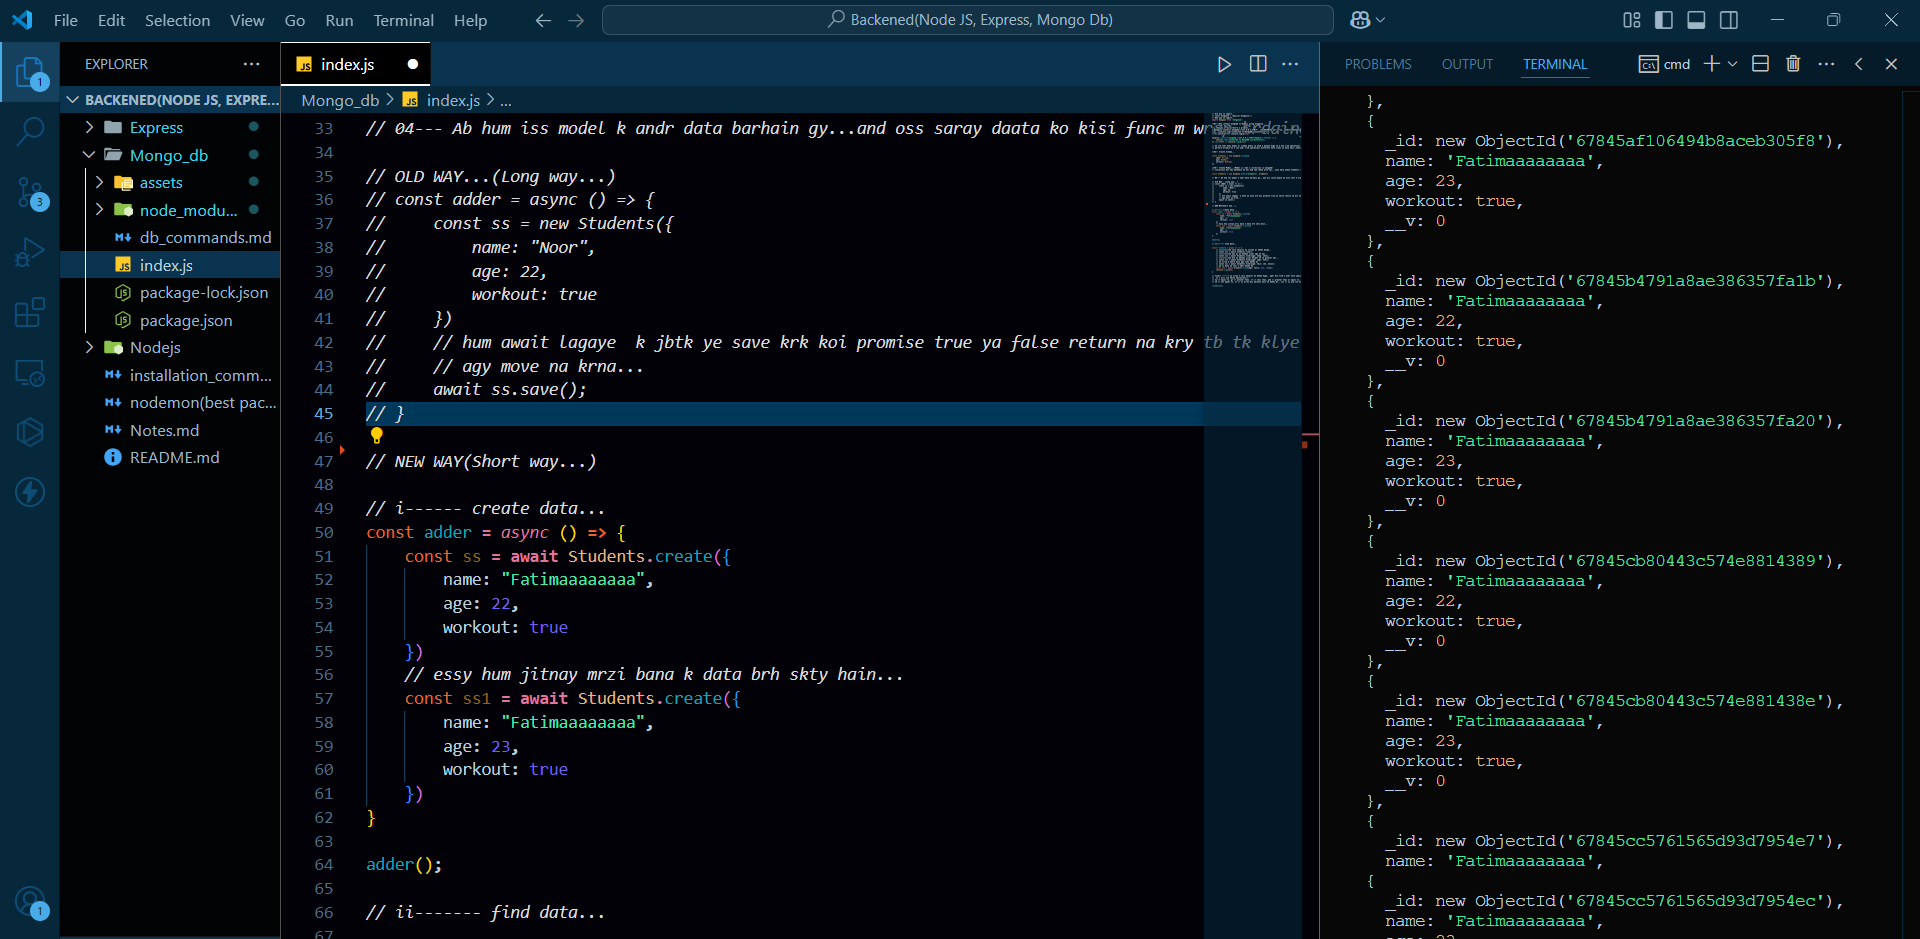 File Edit Selection View Go Run Terminal Help
Backened(Node JS, Express, Mongo Db)
EXPLORER
BACKENED(NODE JS, EXPRE...
Express
Mongo_db
assets
node_modu...
db_commands.md
index.js
package-lock.json
package.json
Nodejs
installation_comm...
nodemon(best pac...
Notes.md
README.md
1
3
1
index.js
Mongo_db > index.js > ...
33 // 04--- Ab hum iss model k andr data barhain gy...and oss saray daata ko kisi func m
34
35 // OLD WAY...(Long way...)
36 // const adder = async () => {
37 //     const ss = new Students({
38 //         name: "Noor",
39 //         age: 22,
40 //         workout: true
41 //     })
42 //     // hum await lagaye  k jbtk ye save krk koi promise true ya false return na kry tb tk klye
43 //     // agy move na krna...
44 //     await ss.save();
45 // }
46
47 // NEW WAY(Short way...)
48
49 // i------ create data...
50 const adder = async () => {
51     const ss = await Students.create({
52         name: "Fatimaaaaaaaa",
53         age: 22,
54         workout: true
55     })
56     // essy hum jitnay mrzi bana k data brh skty hain...
57     const ss1 = await Students.create({
58         name: "Fatimaaaaaaaa",
59         age: 23,
60         workout: true
61     })
62 }
63
64 adder();
65
66 // ii------- find data...
67
PROBLEMS OUTPUT TERMINAL cmd
},
{
_id: new ObjectId('67845af106494b8aceb305f8'),
name: 'Fatimaaaaaaaa',
age: 23,
workout: true,
__v: 0
},
{
_id: new ObjectId('67845b4791a8ae386357fa1b'),
name: 'Fatimaaaaaaaa',
age: 22,
workout: true,
__v: 0
},
{
_id: new ObjectId('67845b4791a8ae386357fa20'),
name: 'Fatimaaaaaaaa',
age: 23,
workout: true,
__v: 0
},
{
_id: new ObjectId('67845cb80443c574e8814389'),
name: 'Fatimaaaaaaaa',
age: 22,
workout: true,
__v: 0
},
{
_id: new ObjectId('67845cb80443c574e881438e'),
name: 'Fatimaaaaaaaa',
age: 23,
workout: true,
__v: 0
},
{
_id: new ObjectId('67845cc5761565d93d7954e7'),
name: 'Fatimaaaaaaaa',
{
_id: new ObjectId('67845cc5761565d93d7954ec'),
name: 'Fatimaaaaaaaa',